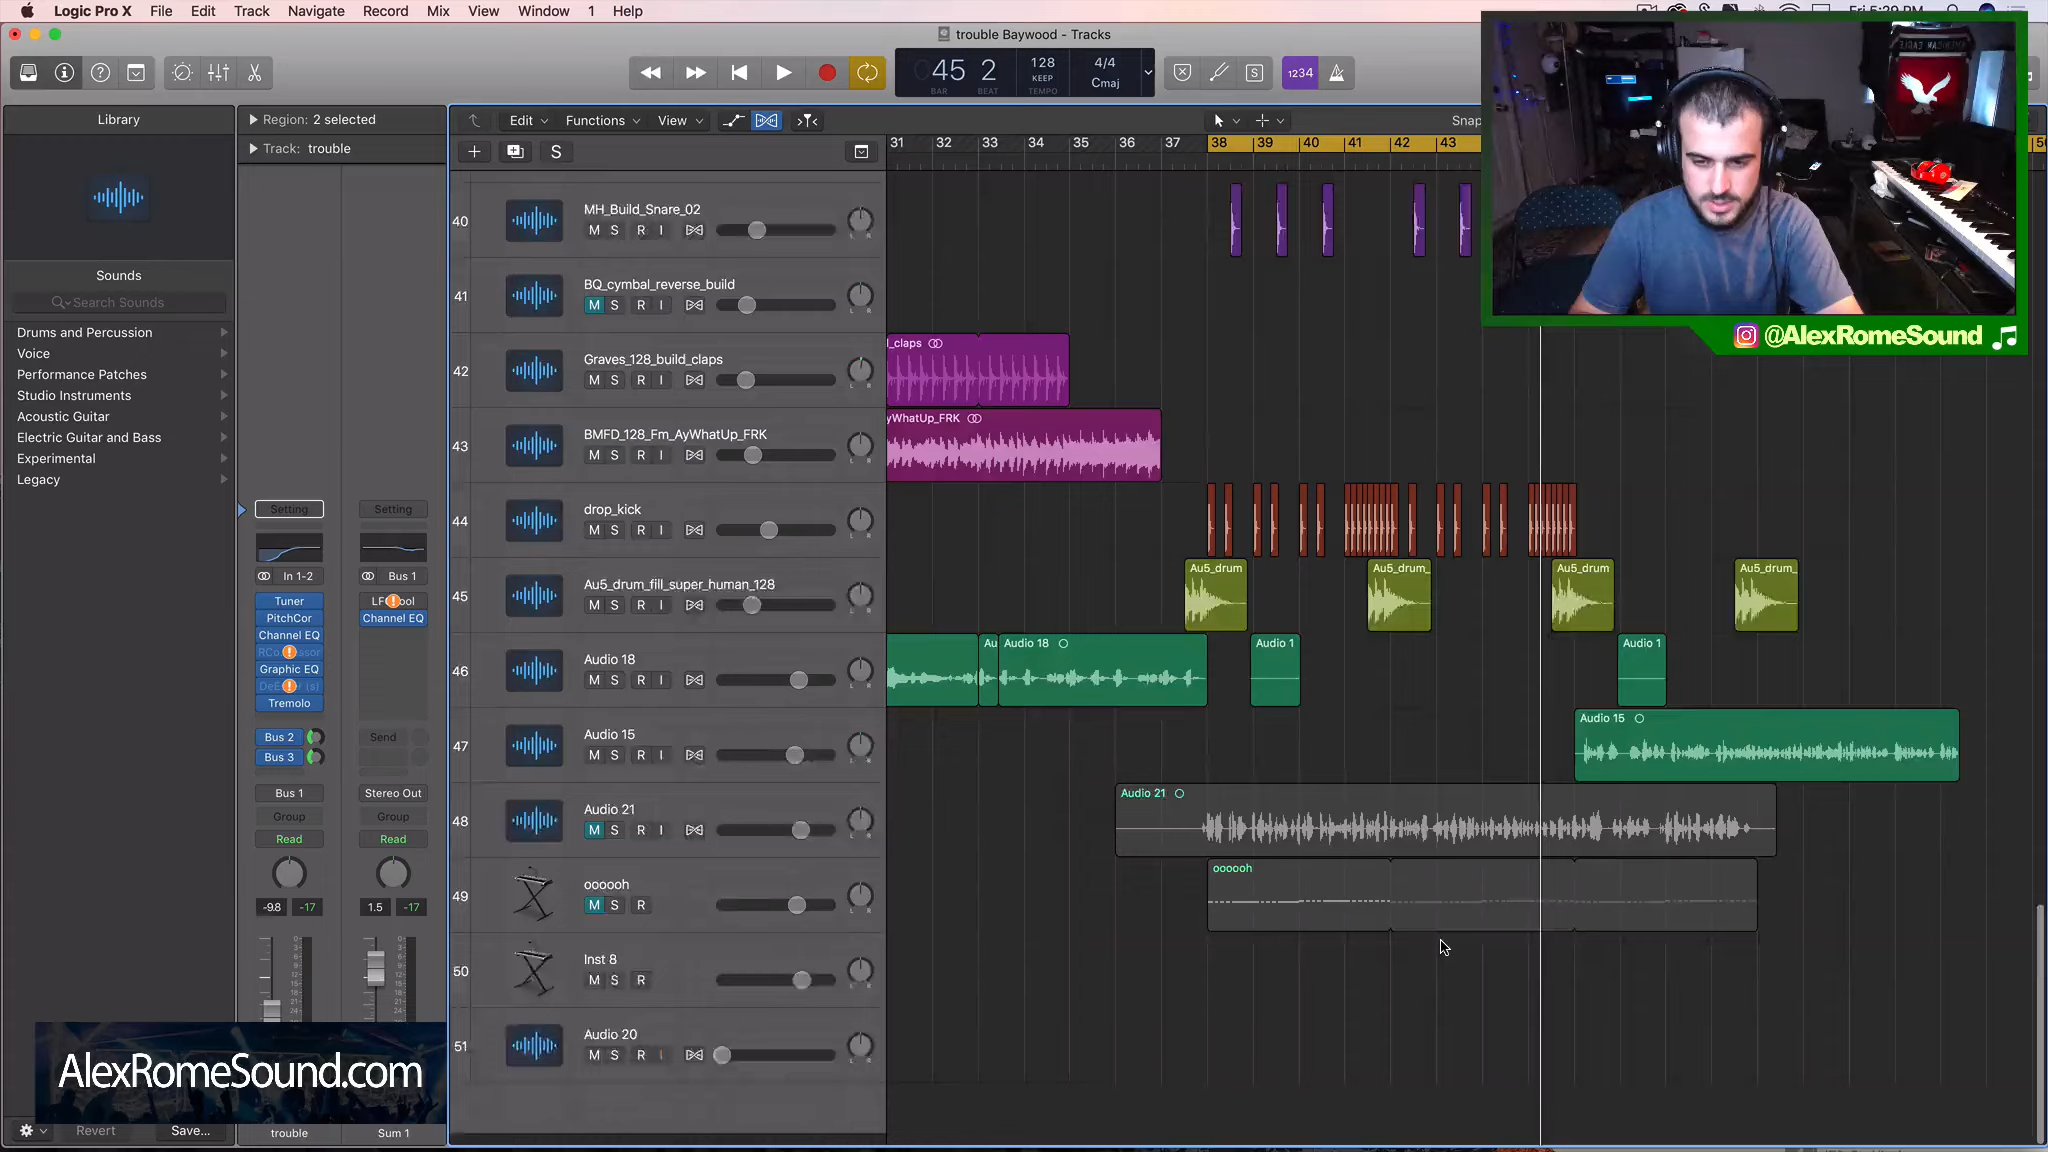 Logic Pro X File Edit Track Navigate Record Mix View Window 1 Help
Fri 5:29 PM
trouble Baywood - Tracks
45 2 128 4/4
KEEP Cmaj
BAR BEAT TEMPO
S 1234
Library
Region: 2 selected
Edit Functions View
Snap
Track: trouble
S
31 32 33 34 35 36 37 38 39 40 41 42 43
Sounds
Search Sounds
Drums and Percussion
Voice
Performance Patches
Studio Instruments
Acoustic Guitar
Electric Guitar and Bass
Experimental
Legacy
Setting Setting
In 1-2 Bus 1
Tuner
PitchCor Channel EQ
Channel EQ
Graphic EQ
Tremolo
Bus 2 Send
Bus 3
Bus 1 Stereo Out
Group Group
Read Read
-9.8 -17 1.5 -17
AlexRomeSound.com
Revert Save...
trouble Sum 1
40 MH_Build_Snare_02
M S R I
41 BQ_cymbal_reverse_build
M S R I
42 Graves_128_build_claps
M S R I
43 BMFD_128_Fm_AyWhatUp_FRK
M S R I
44 drop_kick
M S R I
45 Au5_drum_fill_super_human_128
M S R I
46 Audio 18
M S R I
47 Audio 15
M S R I
48 Audio 21
M S R I
49 oooooh
M S R
50 Inst 8
M S R
51 Audio 20
M S R I
_claps
yWhatUp_FRK
Au5_drum Au5_drum_ Au5_drum Au5_drum_
Au Audio 18 Audio 1 Audio 1
Audio 15
Audio 21
oooooh
AMERICAN EAGLE
@AlexRomeSound